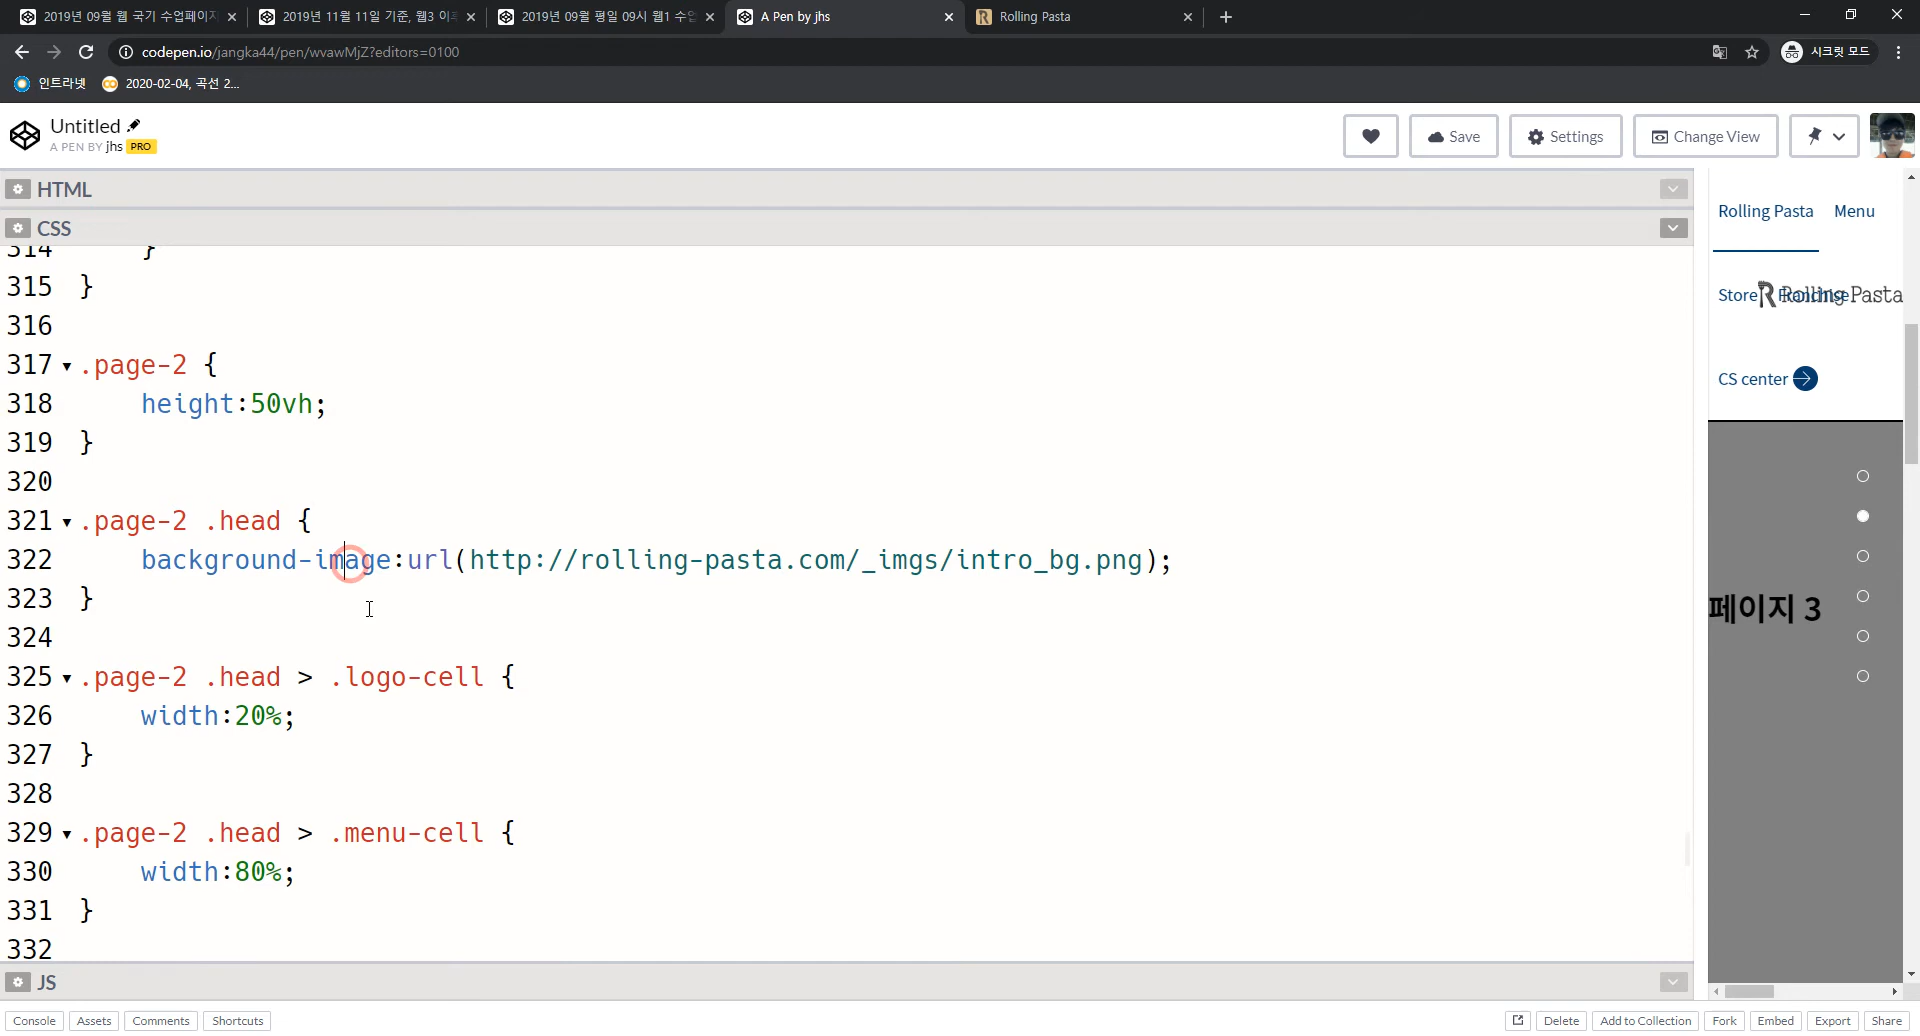 2019년 09월 웹 국기 수업페이지
2019년 11월 11일 기준, 웹3 이
2019년 09월 평일 09시 웹1 수업
A Pen by jhs
Rolling Pasta
codepen.io/jangka44/pen/wvawMjZ?editors=0100
시크릿 모드
인트라넷
2020-02-04, 곡선 2...
Untitled
A PEN BY jhs PRO
Save
Settings
Change View
HTML
CSS
314 }
315 }
316
317 .page-2 {
318 height:50vh;
319 }
320
321 .page-2 .head {
322 background-image:url(http://rolling-pasta.com/_imgs/intro_bg.png);
323 }
324
325 .page-2 .head > .logo-cell {
326 width:20%;
327 }
328
329 .page-2 .head > .menu-cell {
330 width:80%;
331 }
332
Rolling Pasta Menu
Store Franchise
R Rolling Pasta
CS center
페이지 3
JS
Console Assets Comments Shortcuts
Delete Add to Collection Fork Embed Export Share